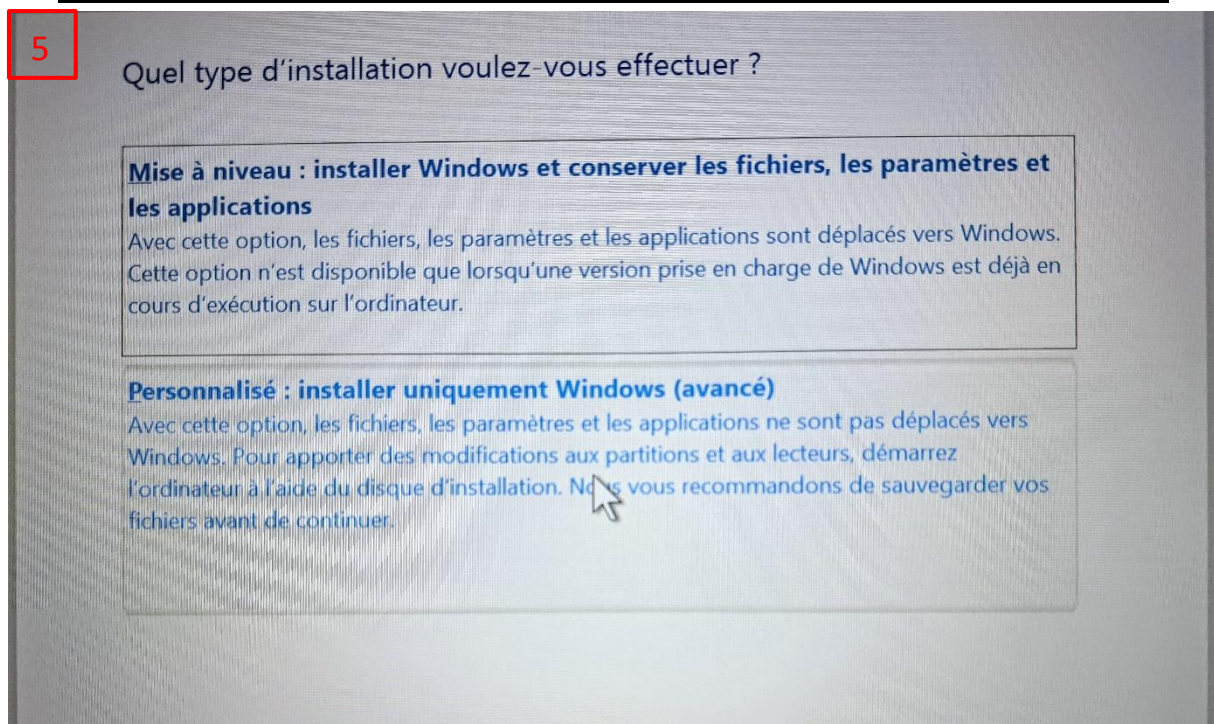 5
Quel type d'installation voulez-vous effectuer ?
Mise à niveau : installer Windows et conserver les fichiers, les paramètres et
les applications
Avec cette option, les fichiers, les paramètres et les applications sont déplacés vers Windows.
Cette option n'est disponible que lorsqu'une version prise en charge de Windows est déjà en
cours d'exécution sur l'ordinateur.
Personnalisé : installer uniquement Windows (avancé)
Avec cette option, les fichiers, les paramètres et les applications ne sont pas déplacés vers
Windows. Pour apporter des modifications aux partitions et aux lecteurs, démarrez
l'ordinateur à l'aide du disque d'installation. Nous vous recommandons de sauvegarder vos
fichiers avant de continuer.